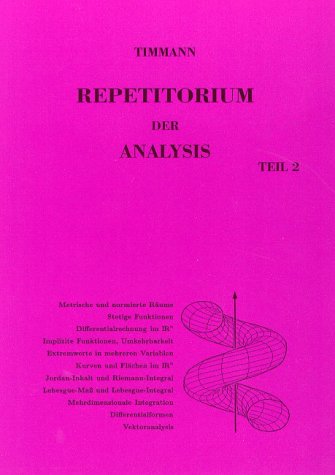 TIMMANN
REPETITORIUM
DER
ANALYSIS
TEIL 2
Metrische und normierte Räume
Stetige Funktionen
Differentialrechnung im IRⁿ
Implizite Funktionen, Umkehrbarkeit
Extremwerte in mehreren Variablen
Kurven und Flächen im IRⁿ
Jordan-Inhalt und Riemann-Integral
Lebesgue-Maß und Lebesgue-Integral
Mehrdimensionale Integration
Differentialformen
Vektoranalysis